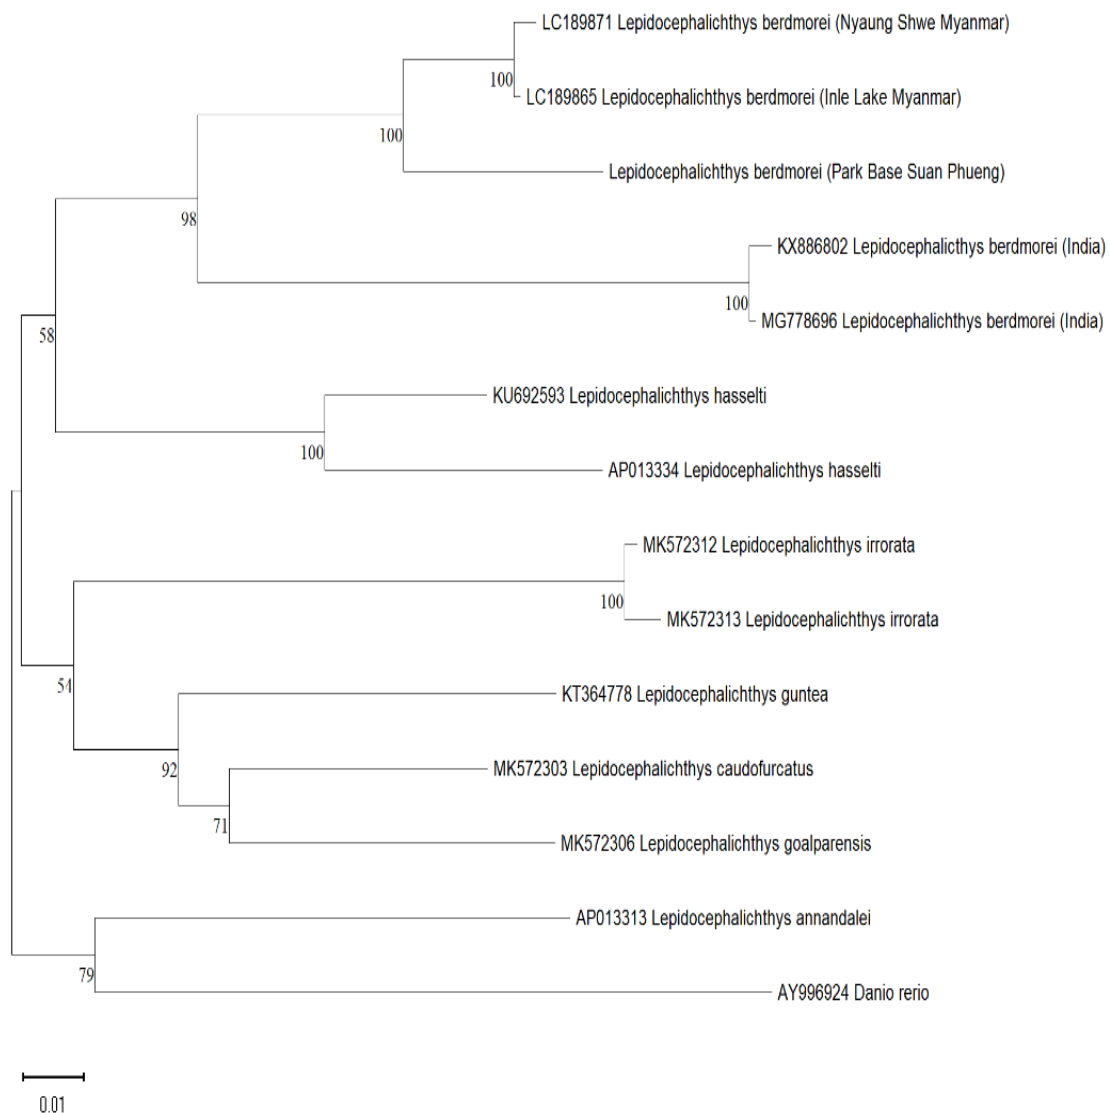 LC189871 Lepidocephalichthys berdmorei (Nyaung Shwe Myanmar)
100
LC189865 Lepidocephalichthys berdmorei (Inle Lake Myanmar)
100
Lepidocephalichthys berdmorei (Park Base Suan Phueng)
98
KX886802 Lepidocephalicthys berdmorei (India)
100
MG778696 Lepidocephalichthys berdmorei (India)
58
KU692593 Lepidocephalichthys hasselti
100
AP013334 Lepidocephalichthys hasselti
MK572312 Lepidocephalichthys irrorata
100
MK572313 Lepidocephalichthys irrorata
54
KT364778 Lepidocephalichthys guntea
92
MK572303 Lepidocephalichthys caudofurcatus
71
MK572306 Lepidocephalichthys goalparensis
AP013313 Lepidocephalichthys annandalei
79
AY996924 Danio rerio
0.01